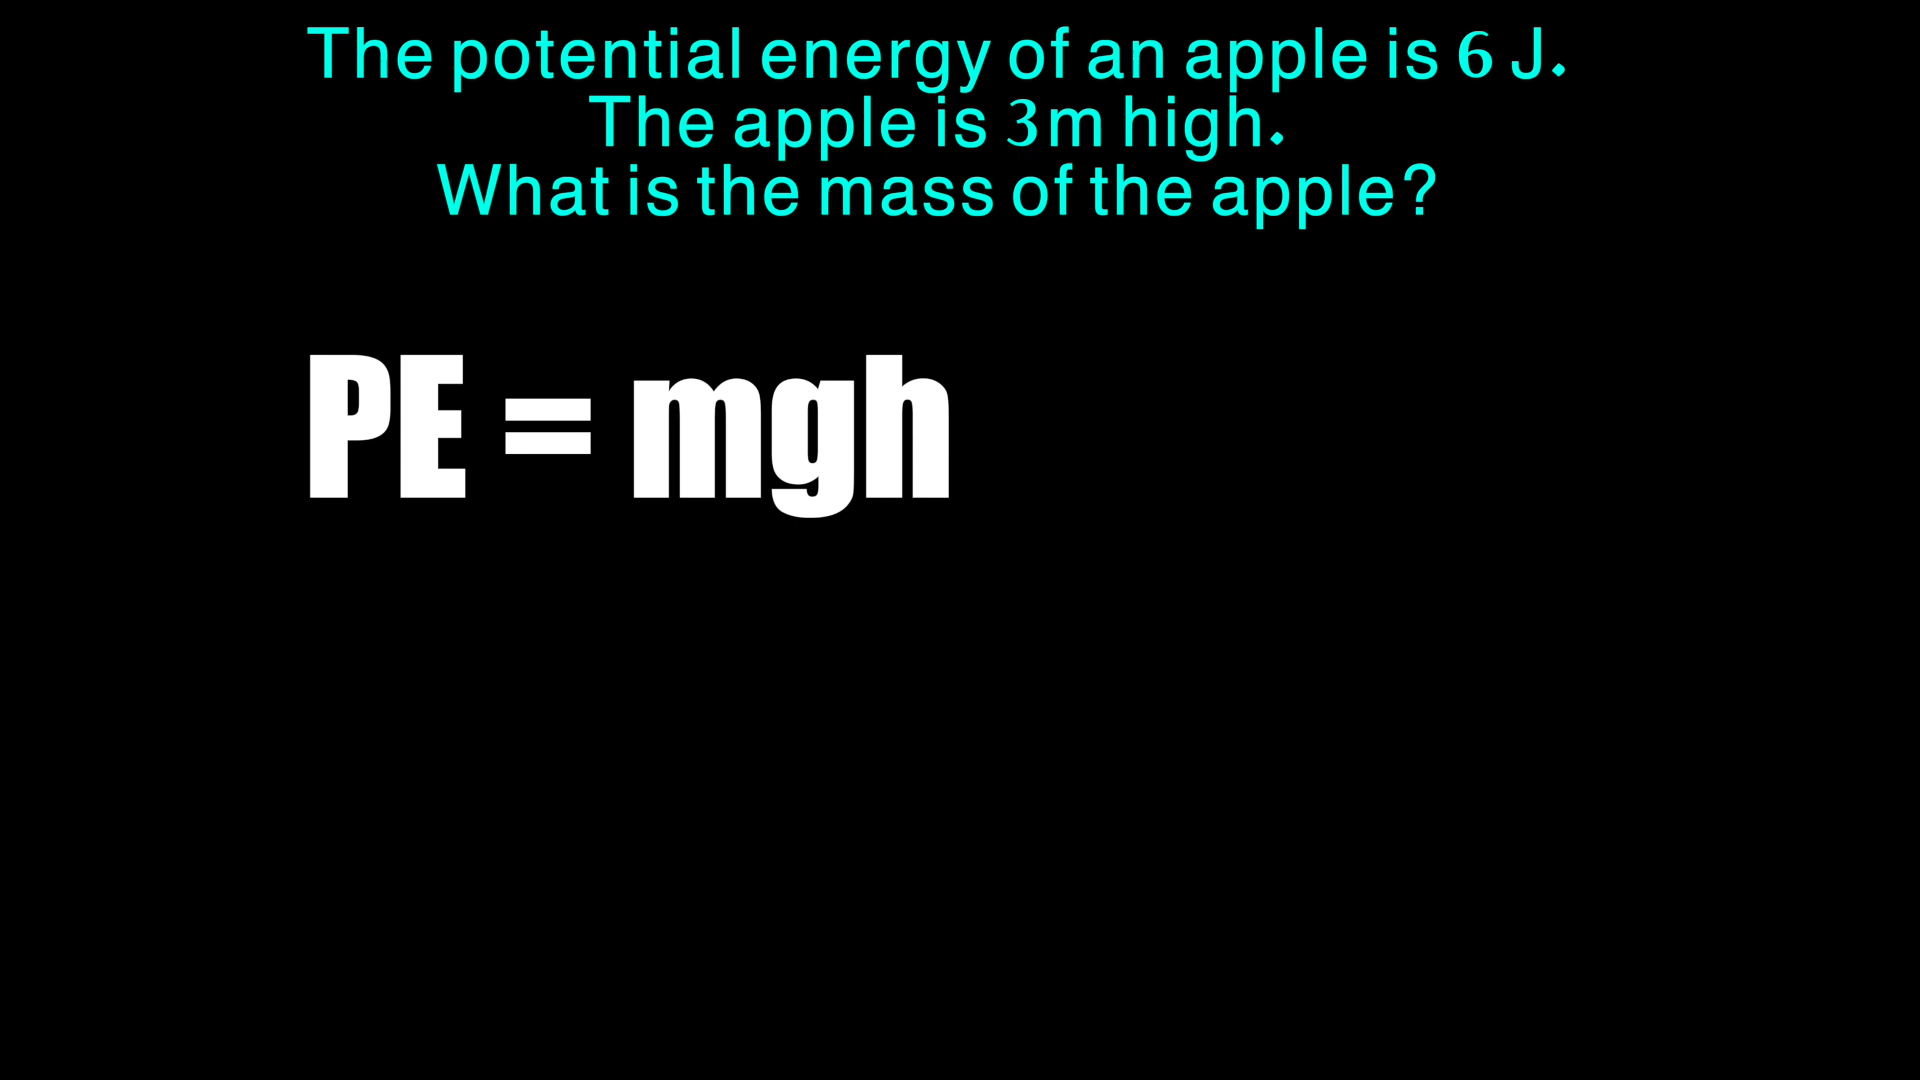 The potential energy of an apple is 6 J.
The apple is 3m high.
What is the mass of the apple?
PE = mgh